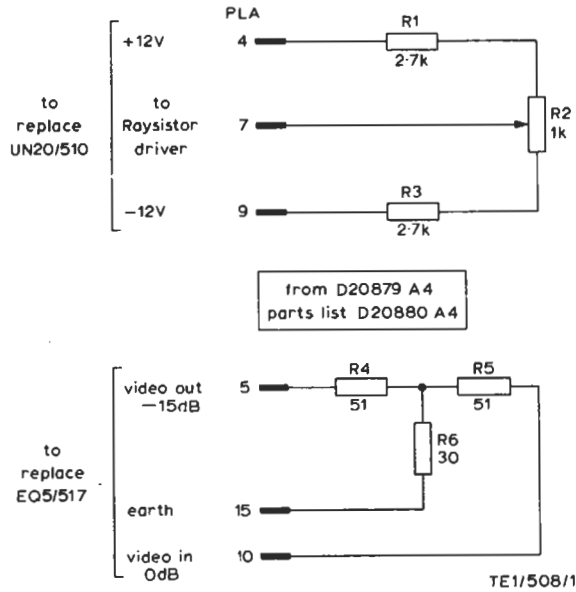 PLA
+12V 4 R1
2·7k
to replace UN20/510
to Raysistor driver
7 R2
1k
−12V 9 R3
2·7k
from D20879 A4
parts list D20880 A4
video out 5 R4 R5
−15dB 51 51
R6
30
to replace EQ5/517
earth 15
video in 10
0dB
TE1/508/1